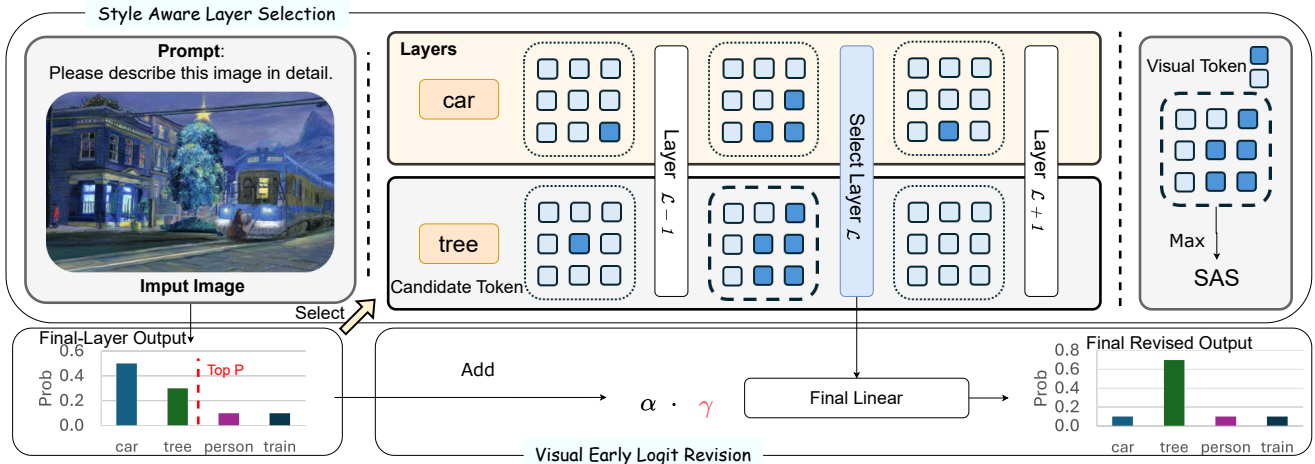 Style Aware Layer Selection
Prompt:
Please describe this image in detail.
Imput Image
Layers
car
tree
Candidate Token
Layer ℒ − 1
Select Layer ℒ
Layer ℒ + 1
Visual Token
Max
SAS
Select
Final-Layer Output
Prob
0.6
0.4
0.2
0.0
Top P
car tree person train
Add
α · γ
Final Linear
Visual Early Logit Revision
Final Revised Output
Prob
0.8
0.6
0.4
0.2
0.0
car tree person train